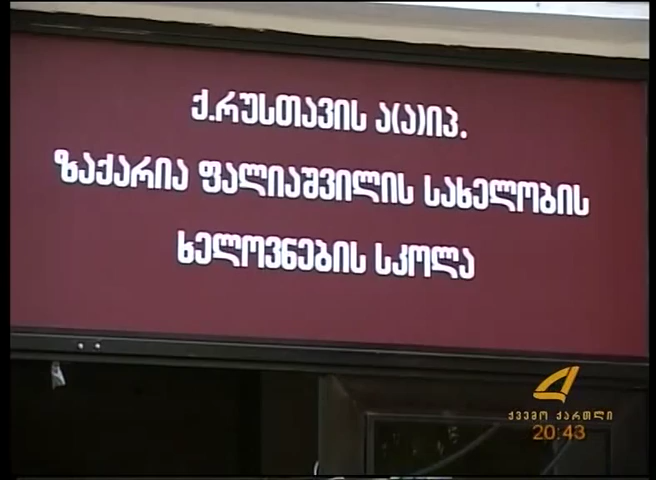 ქ.რუსთავის ა(ა)იპ.
ზაქარია ფალიაშვილის სახელობის
ხელოვნების სკოლა
ქვემო ქართლი
20:43